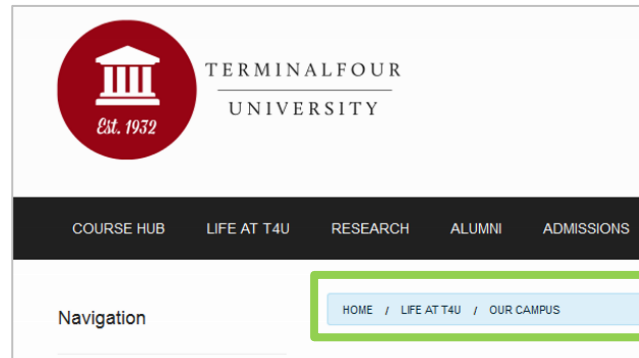 TERMINALFOUR
UNIVERSITY
Est. 1932
COURSE HUB LIFE AT T4U RESEARCH ALUMNI ADMISSIONS
Navigation
HOME / LIFE AT T4U / OUR CAMPUS